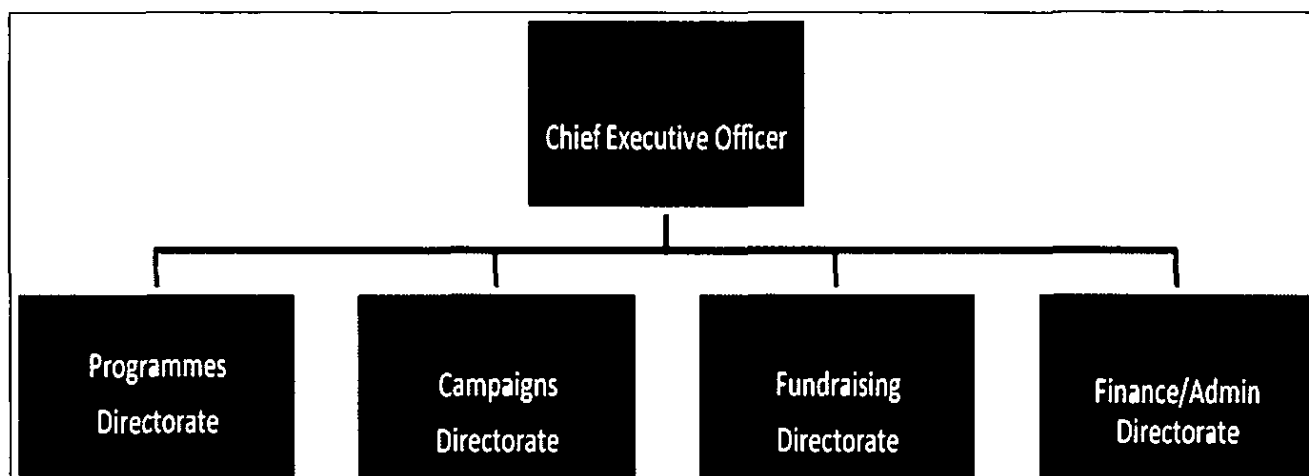 Chief Executive Officer
Programmes
Directorate
Campaigns
Directorate
Fundraising
Directorate
Finance/Admin
Directorate